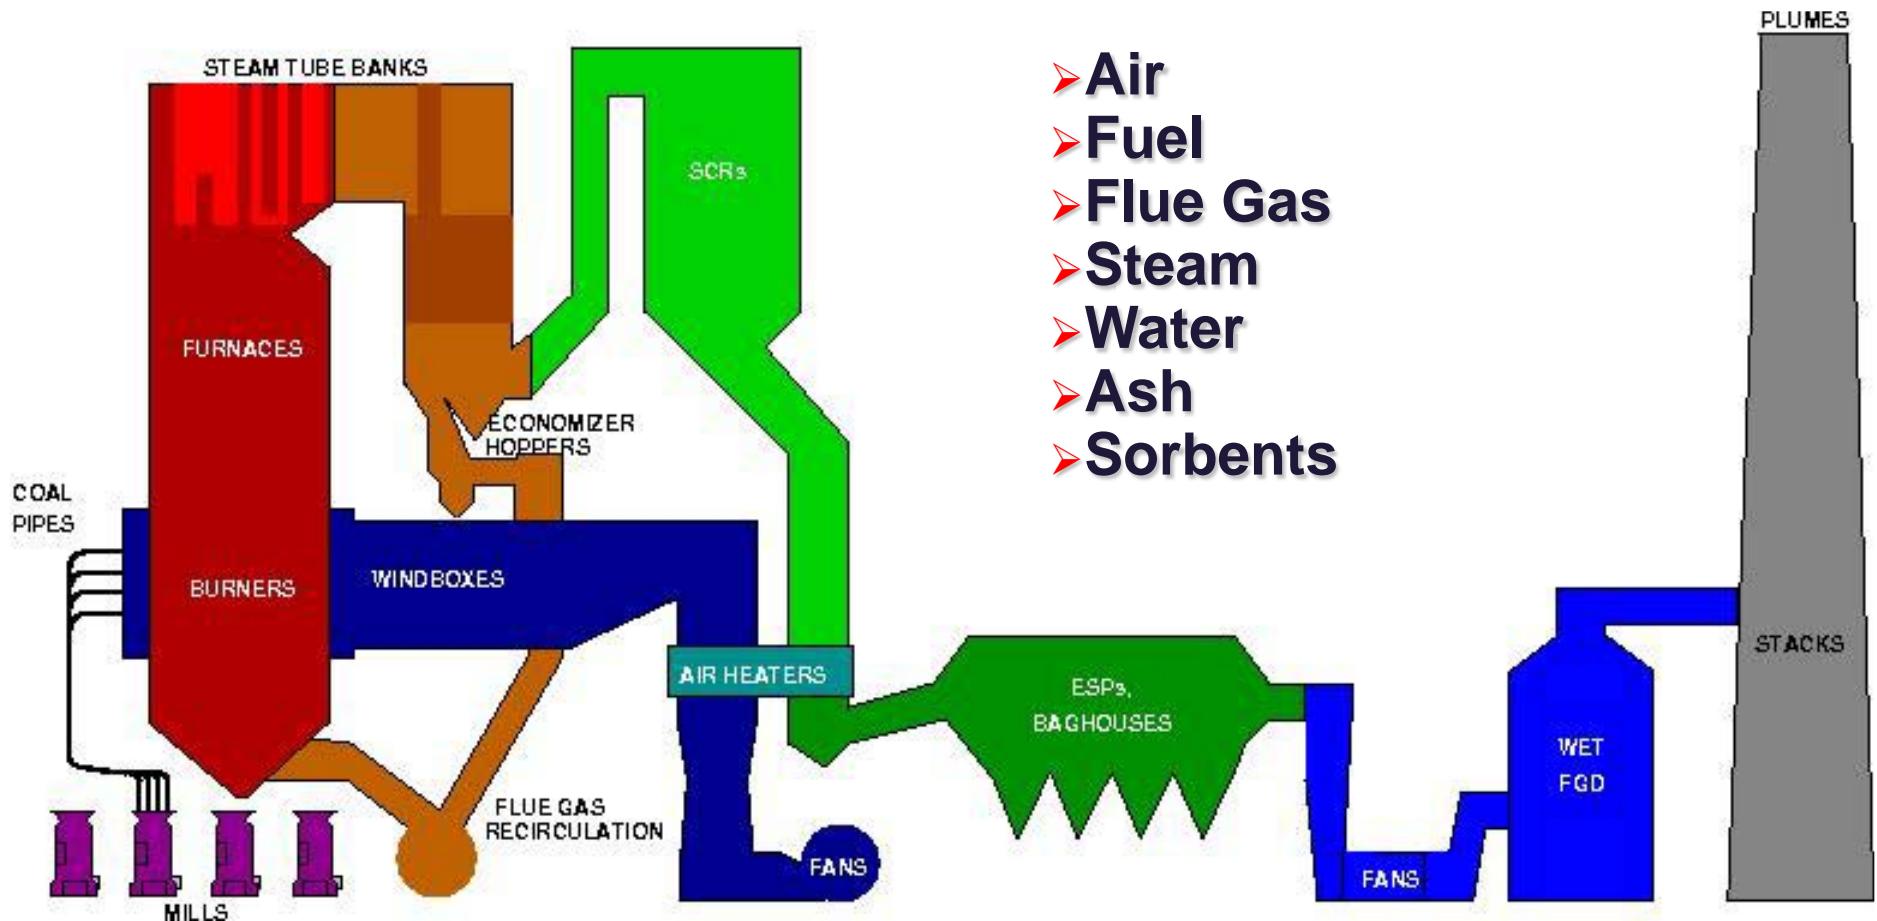 PLUMES
STEAM TUBE BANKS
Air
Fuel
Flue Gas
Steam
Water
Ash
Sorbents
SCRs
FURNACES
ECONOMIZER
HOPPERS
COAL
PIPES
BURNERS
WINDBOXES
AIR HEATERS
ESPs,
BAGHOUSES
STACKS
WET
FGD
FLUE GAS
RECIRCULATION
FANS
FANS
MILLS